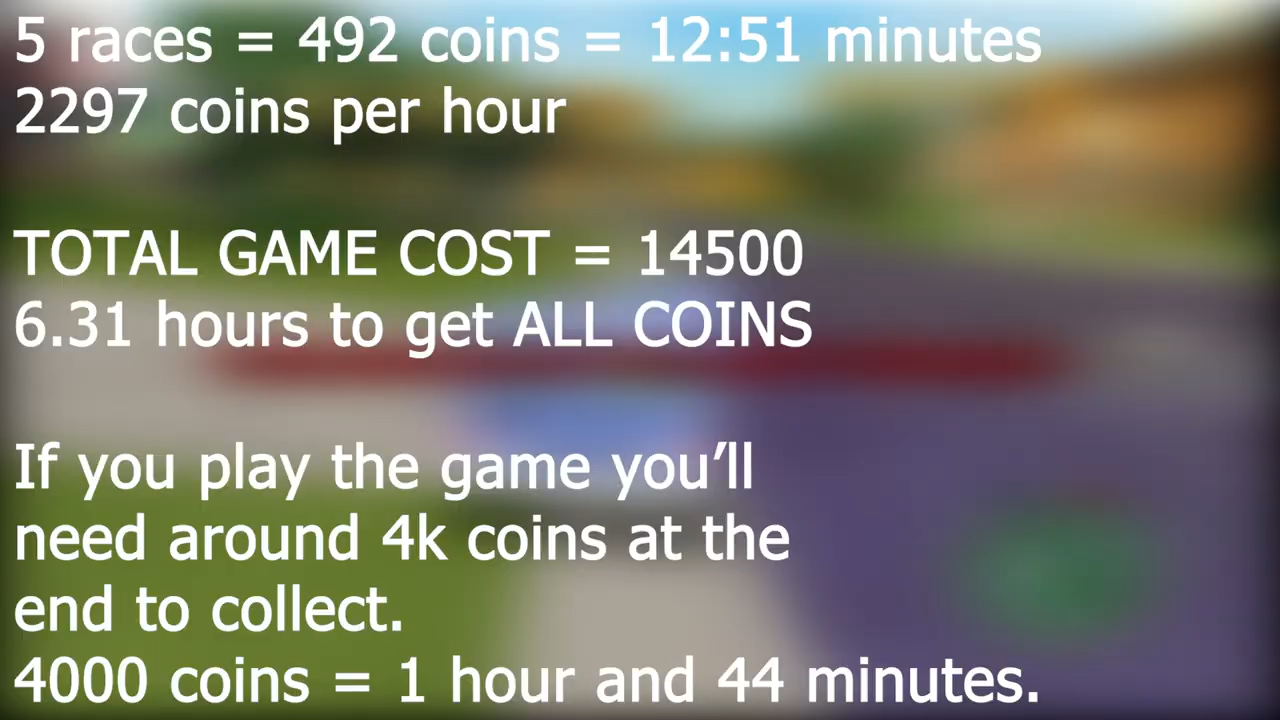 5 races = 492 coins = 12:51 minutes
2297 coins per hour
TOTAL GAME COST = 14500
6.31 hours to get ALL COINS
If you play the game you’ll
need around 4k coins at the
end to collect.
4000 coins = 1 hour and 44 minutes.